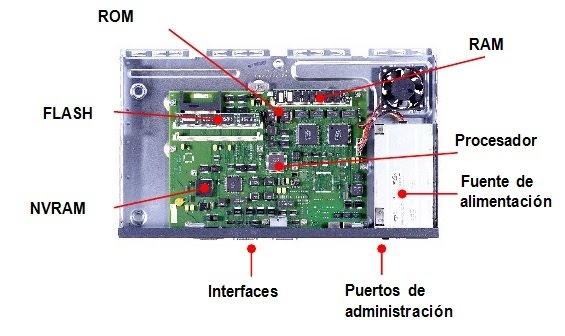 ROM
RAM
FLASH
Procesador
Fuente de
alimentación
NVRAM
Interfaces
Puertos de
administración